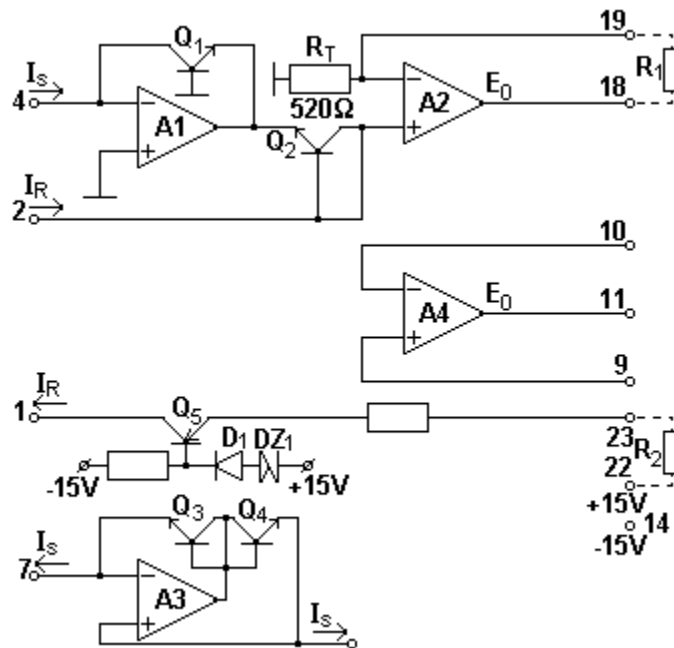 19
Q1
RT
R1
IS
4
A1
520Ω
A2
E0
18
Q2
IR
2
10
A4
E0
11
9
IR
1
Q5
D1
DZ1
23
R2
22
-15V
+15V
+15V
14
-15V
Q3
Q4
IS
7
A3
IS